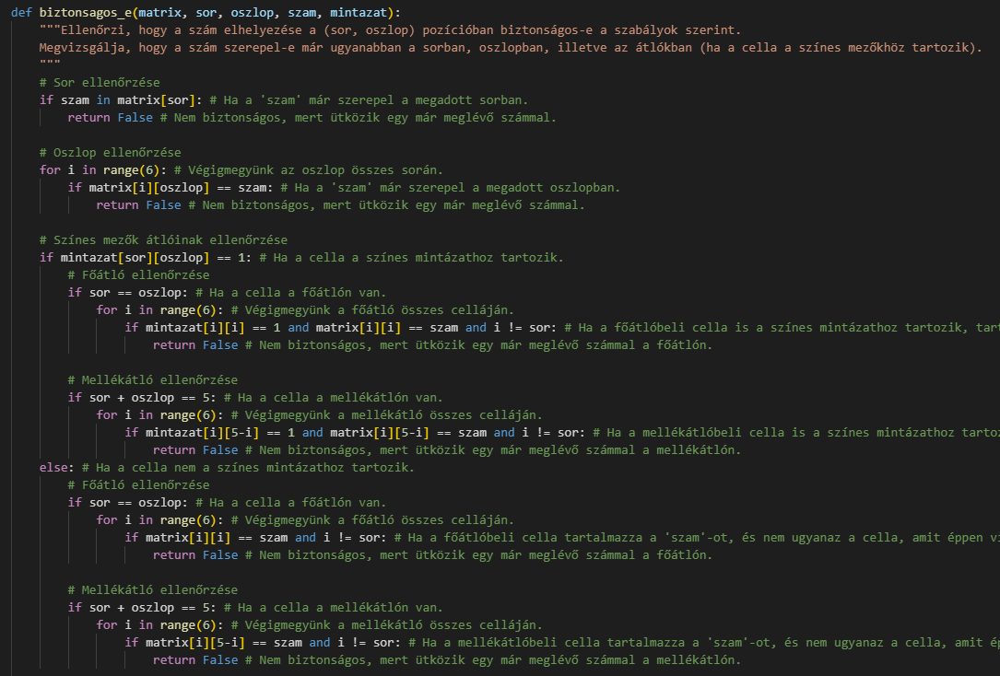 def biztonsagos_e(matrix, sor, oszlop, szam, mintazat):
    """Ellenőrzi, hogy a szám elhelyezése a (sor, oszlop) pozícióban biztonságos-e a szabályok szerint.
    Megvizsgálja, hogy a szám szerepel-e már ugyanabban a sorban, oszlopban, illetve az átlókban (ha a cella a színes mezőkhöz tartozik).
    """
    # Sor ellenőrzése
    if szam in matrix[sor]: # Ha a 'szam' már szerepel a megadott sorban.
        return False # Nem biztonságos, mert ütközik egy már meglévő számmal.
    # Oszlop ellenőrzése
    for i in range(6): # Végigmegyünk az oszlop összes során.
        if matrix[i][oszlop] == szam: # Ha a 'szam' már szerepel a megadott oszlopban.
            return False # Nem biztonságos, mert ütközik egy már meglévő számmal.
    # Színes mezők átlóinak ellenőrzése
    if mintazat[sor][oszlop] == 1: # Ha a cella a színes mintázathoz tartozik.
        # Főátló ellenőrzése
        if sor == oszlop: # Ha a cella a főátlón van.
            for i in range(6): # Végigmegyünk a főátló összes celláján.
                if mintazat[i][i] == 1 and matrix[i][i] == szam and i != sor: # Ha a főátlóbeli cella is a színes mintázathoz tartozik,
                    return False # Nem biztonságos, mert ütközik egy már meglévő számmal a főátlón.
        # Mellékátló ellenőrzése
        if sor + oszlop == 5: # Ha a cella a mellékátlón van.
            for i in range(6): # Végigmegyünk a mellékátló összes celláján.
                if mintazat[i][5-i] == 1 and matrix[i][5-i] == szam and i != sor: # Ha a mellékátlóbeli cella is a színes mintázathoz
                    return False # Nem biztonságos, mert ütközik egy már meglévő számmal a mellékátlón.
    else: # Ha a cella nem a színes mintázathoz tartozik.
        # Főátló ellenőrzése
        if sor == oszlop: # Ha a cella a főátlón van.
            for i in range(6): # Végigmegyünk a főátló összes celláján.
                if matrix[i][i] == szam and i != sor: # Ha a főátlóbeli cella tartalmazza a 'szam'-ot, és nem ugyanaz a cella, amit éppen
                    return False # Nem biztonságos, mert ütközik egy már meglévő számmal a főátlón.
        # Mellékátló ellenőrzése
        if sor + oszlop == 5: # Ha a cella a mellékátlón van.
            for i in range(6): # Végigmegyünk a mellékátló összes celláján.
                if matrix[i][5-i] == szam and i != sor: # Ha a mellékátlóbeli cella tartalmazza a 'szam'-ot, és nem ugyanaz a cella, amit
                    return False # Nem biztonságos, mert ütközik egy már meglévő számmal a mellékátlón.